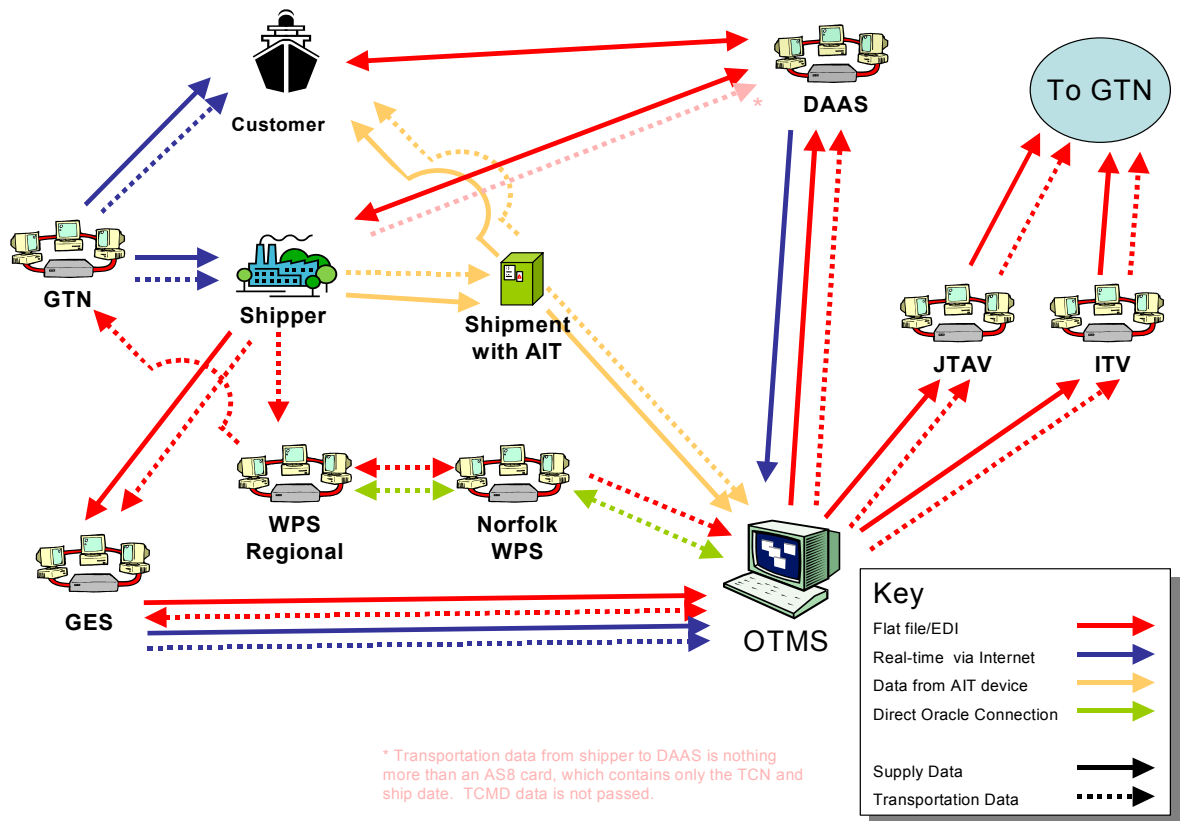 Customer
DAAS
*
To GTN
GTN
Shipper
Shipment
with AIT
JTAV
ITV
WPS
Regional
Norfolk
WPS
GES
OTMS
Key
Flat file/EDI
Real-time via Internet
Data from AIT device
Direct Oracle Connection
Supply Data
Transportation Data
* Transportation data from shipper to DAAS is nothing
more than an AS8 card, which contains only the TCN and
ship date. TCMD data is not passed.